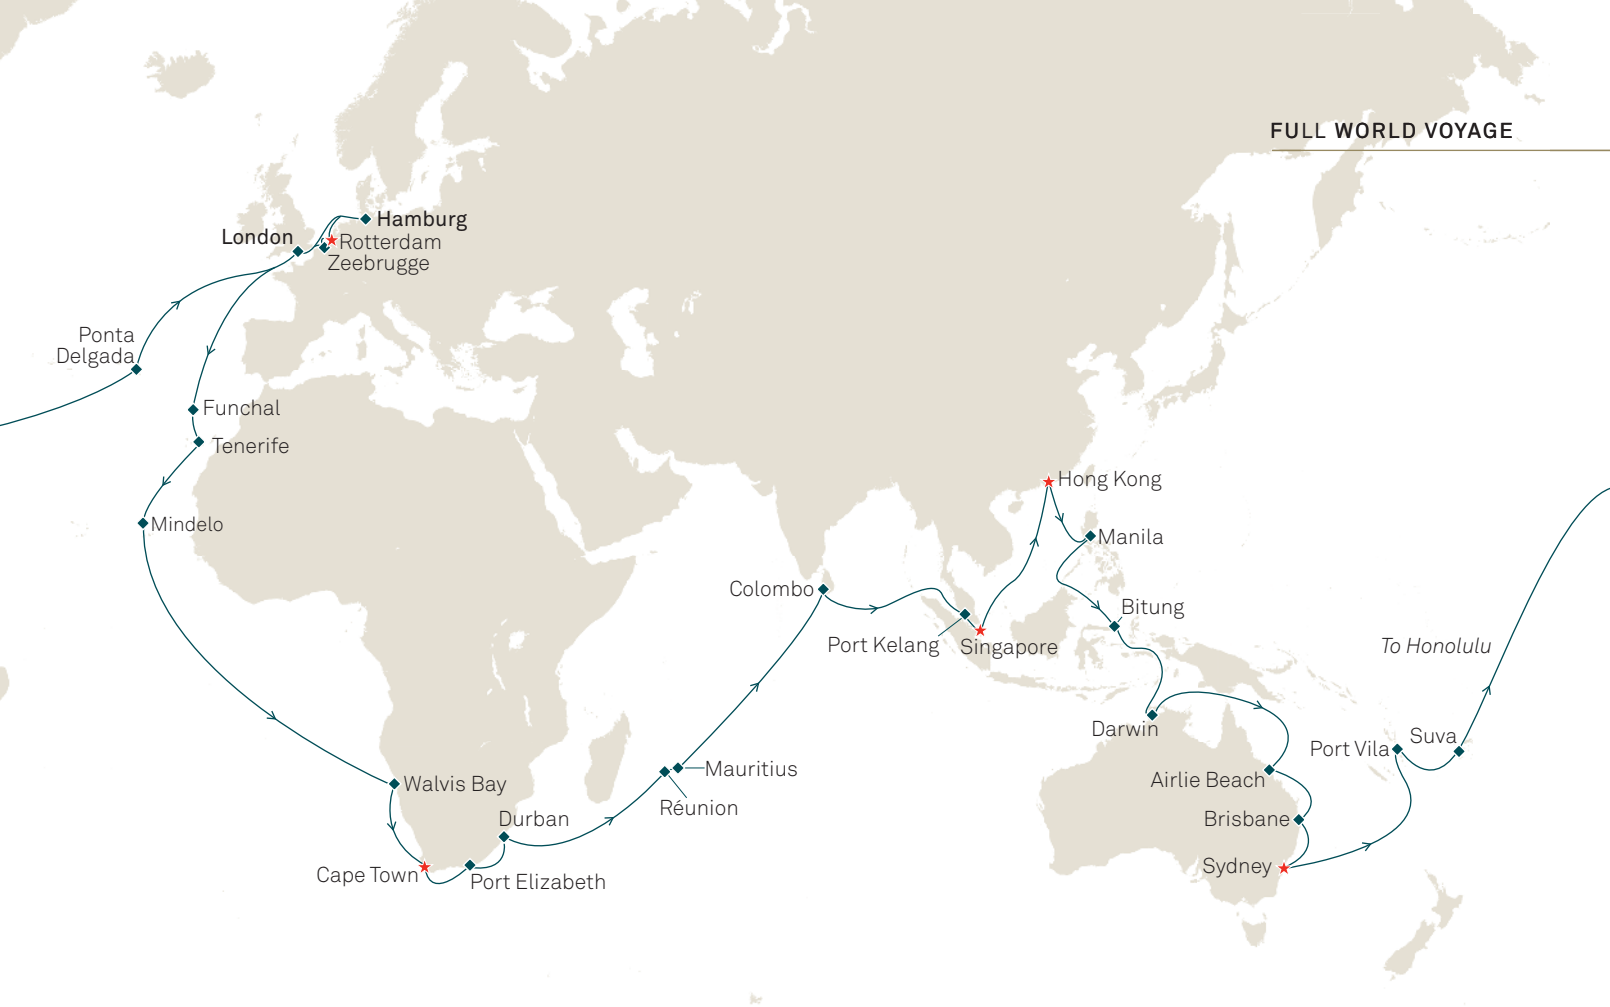 FULL WORLD VOYAGE
Hamburg
London
Rotterdam
Zeebrugge
Ponta
Delgada
Funchal
Tenerife
Hong Kong
Mindelo
Manila
Colombo
Bitung
Port Kelang
Singapore
To Honolulu
Darwin
Suva
Port Vila
Mauritius
Airlie Beach
Walvis Bay
Réunion
Durban
Brisbane
Sydney
Cape Town
Port Elizabeth